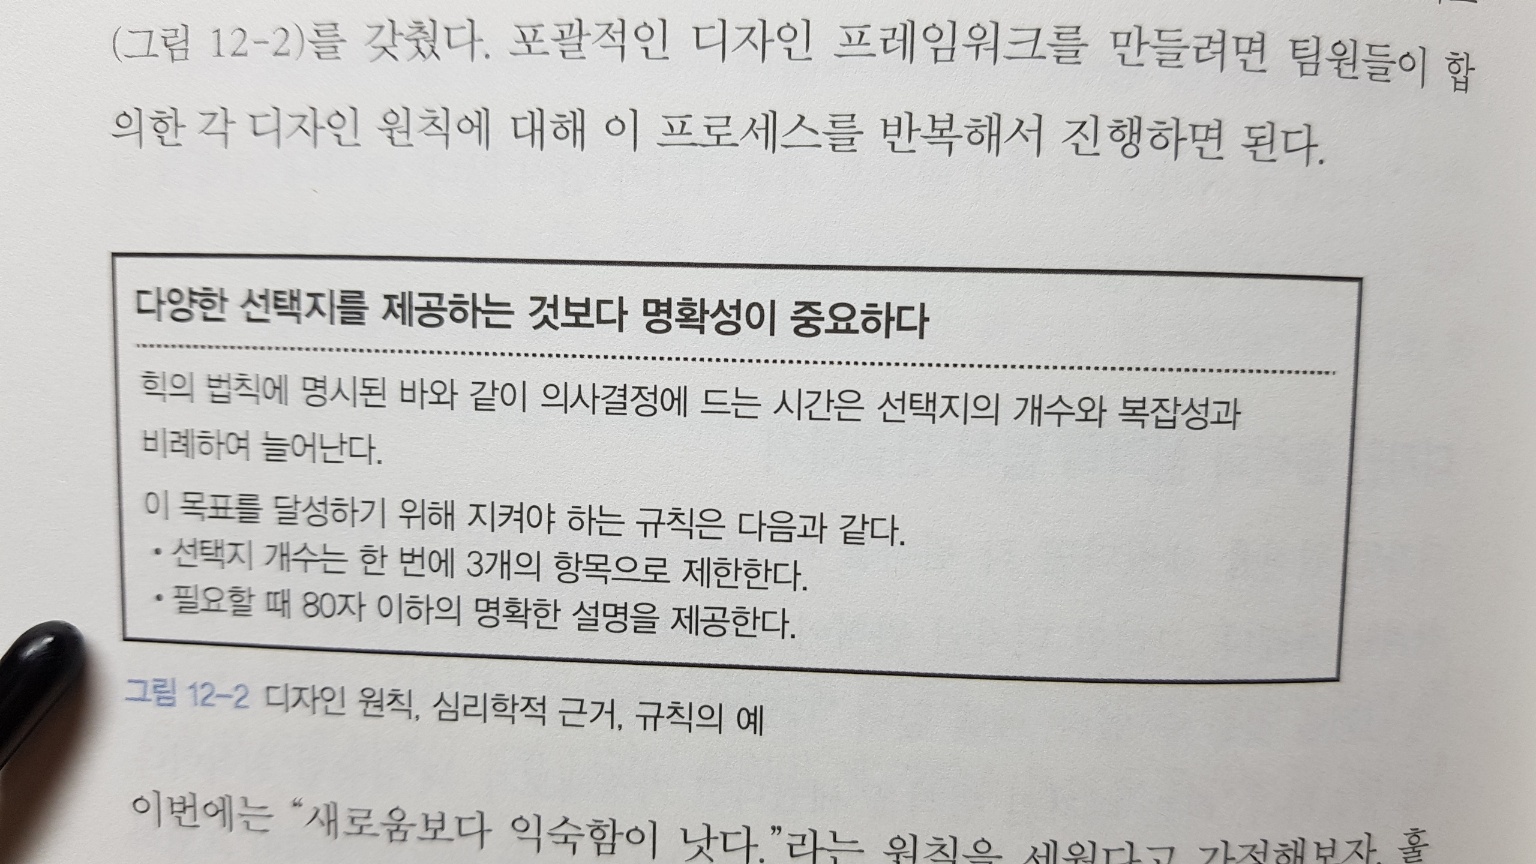 (그림 12-2)를 갖췄다. 포괄적인 디자인 프레임워크를 만들려면 팀원들이 합
의한 각 디자인 원칙에 대해 이 프로세스를 반복해서 진행하면 된다.
다양한 선택지를 제공하는 것보다 명확성이 중요하다
힉의 법칙에 명시된 바와 같이 의사결정에 드는 시간은 선택지의 개수와 복잡성과
비례하여 늘어난다.
이 목표를 달성하기 위해 지켜야 하는 규칙은 다음과 같다.
• 선택지 개수는 한 번에 3개의 항목으로 제한한다.
• 필요할 때 80자 이하의 명확한 설명을 제공한다.
그림 12-2 디자인 원칙, 심리학적 근거, 규칙의 예
이번에는 “새로움보다 익숙함이 낫다.”라는 원칙을 세웠다고 가정해보자